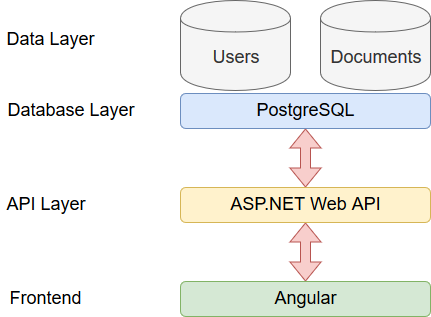 Data Layer
Users
Documents
Database Layer
PostgreSQL
API Layer
ASP.NET Web API
Frontend
Angular